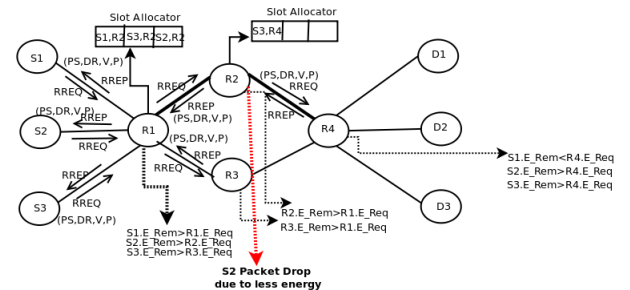 Slot Allocator
Slot Allocator
S1,R2 S3,R2 S2,R2
S3,R4
S1
(PS,DR,V,P)
RREP
RREQ
RREQ
R2
(PS,DR,V,P)
RREQ
D1
RREP
(PS,DR,V,P)
RREP
(PS,DR,V,P)
RREP
S2
RREQ
R1
(PS,DR,V,P)
RREP
R4
D2
RREQ
R3
RREP
RREQ
S3
(PS,DR,V,P)
D3
S1.E_Rem<R4.E_Req
S2.E_Rem>R4.E_Req
S3.E_Rem>R4.E_Req
R2.E_Rem>R1.E_Req
R3.E_Rem>R1.E_Req
S1.E_Rem>R1.E_Req
S2.E_Rem>R2.E_Req
S3.E_Rem>R3.E_Req
S2 Packet Drop
due to less energy